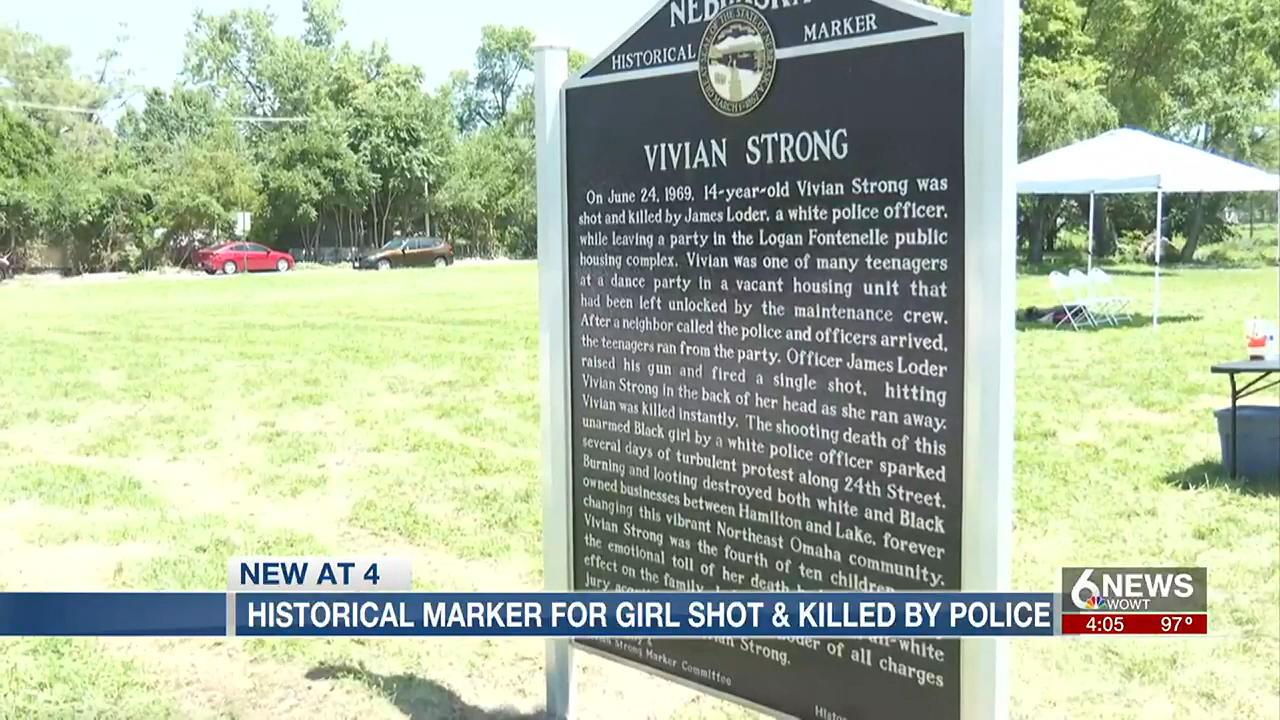 NEBRASKA
HISTORICAL MARKER
VIVIAN STRONG
On June 24, 1969, 14-year-old Vivian Strong was
shot and killed by James Loder, a white police officer,
while leaving a party in the Logan Fontenelle public
housing complex. Vivian was one of many teenagers
at a dance party in a vacant housing unit that
had been left unlocked by the maintenance crew.
After a neighbor called the police and officers arrived,
the teenagers ran from the party. Officer James Loder
raised his gun and fired a single shot, hitting
Vivian Strong in the back of her head as she ran away.
Vivian was killed instantly. The shooting death of this
unarmed Black girl by a white police officer sparked
several days of turbulent protest along 24th Street.
Burning and looting destroyed both white and Black
owned businesses between Hamilton and Lake, forever
changing this vibrant Northeast Omaha community.
Vivian Strong was the fourth of ten children
the emotional toll of her death
effect on the family
jury
all-white
Loder of all charges
Strong.
Strong Marker Committee
NEW AT 4
HISTORICAL MARKER FOR GIRL SHOT & KILLED BY POLICE
6 NEWS
WOWT
4:05 97°